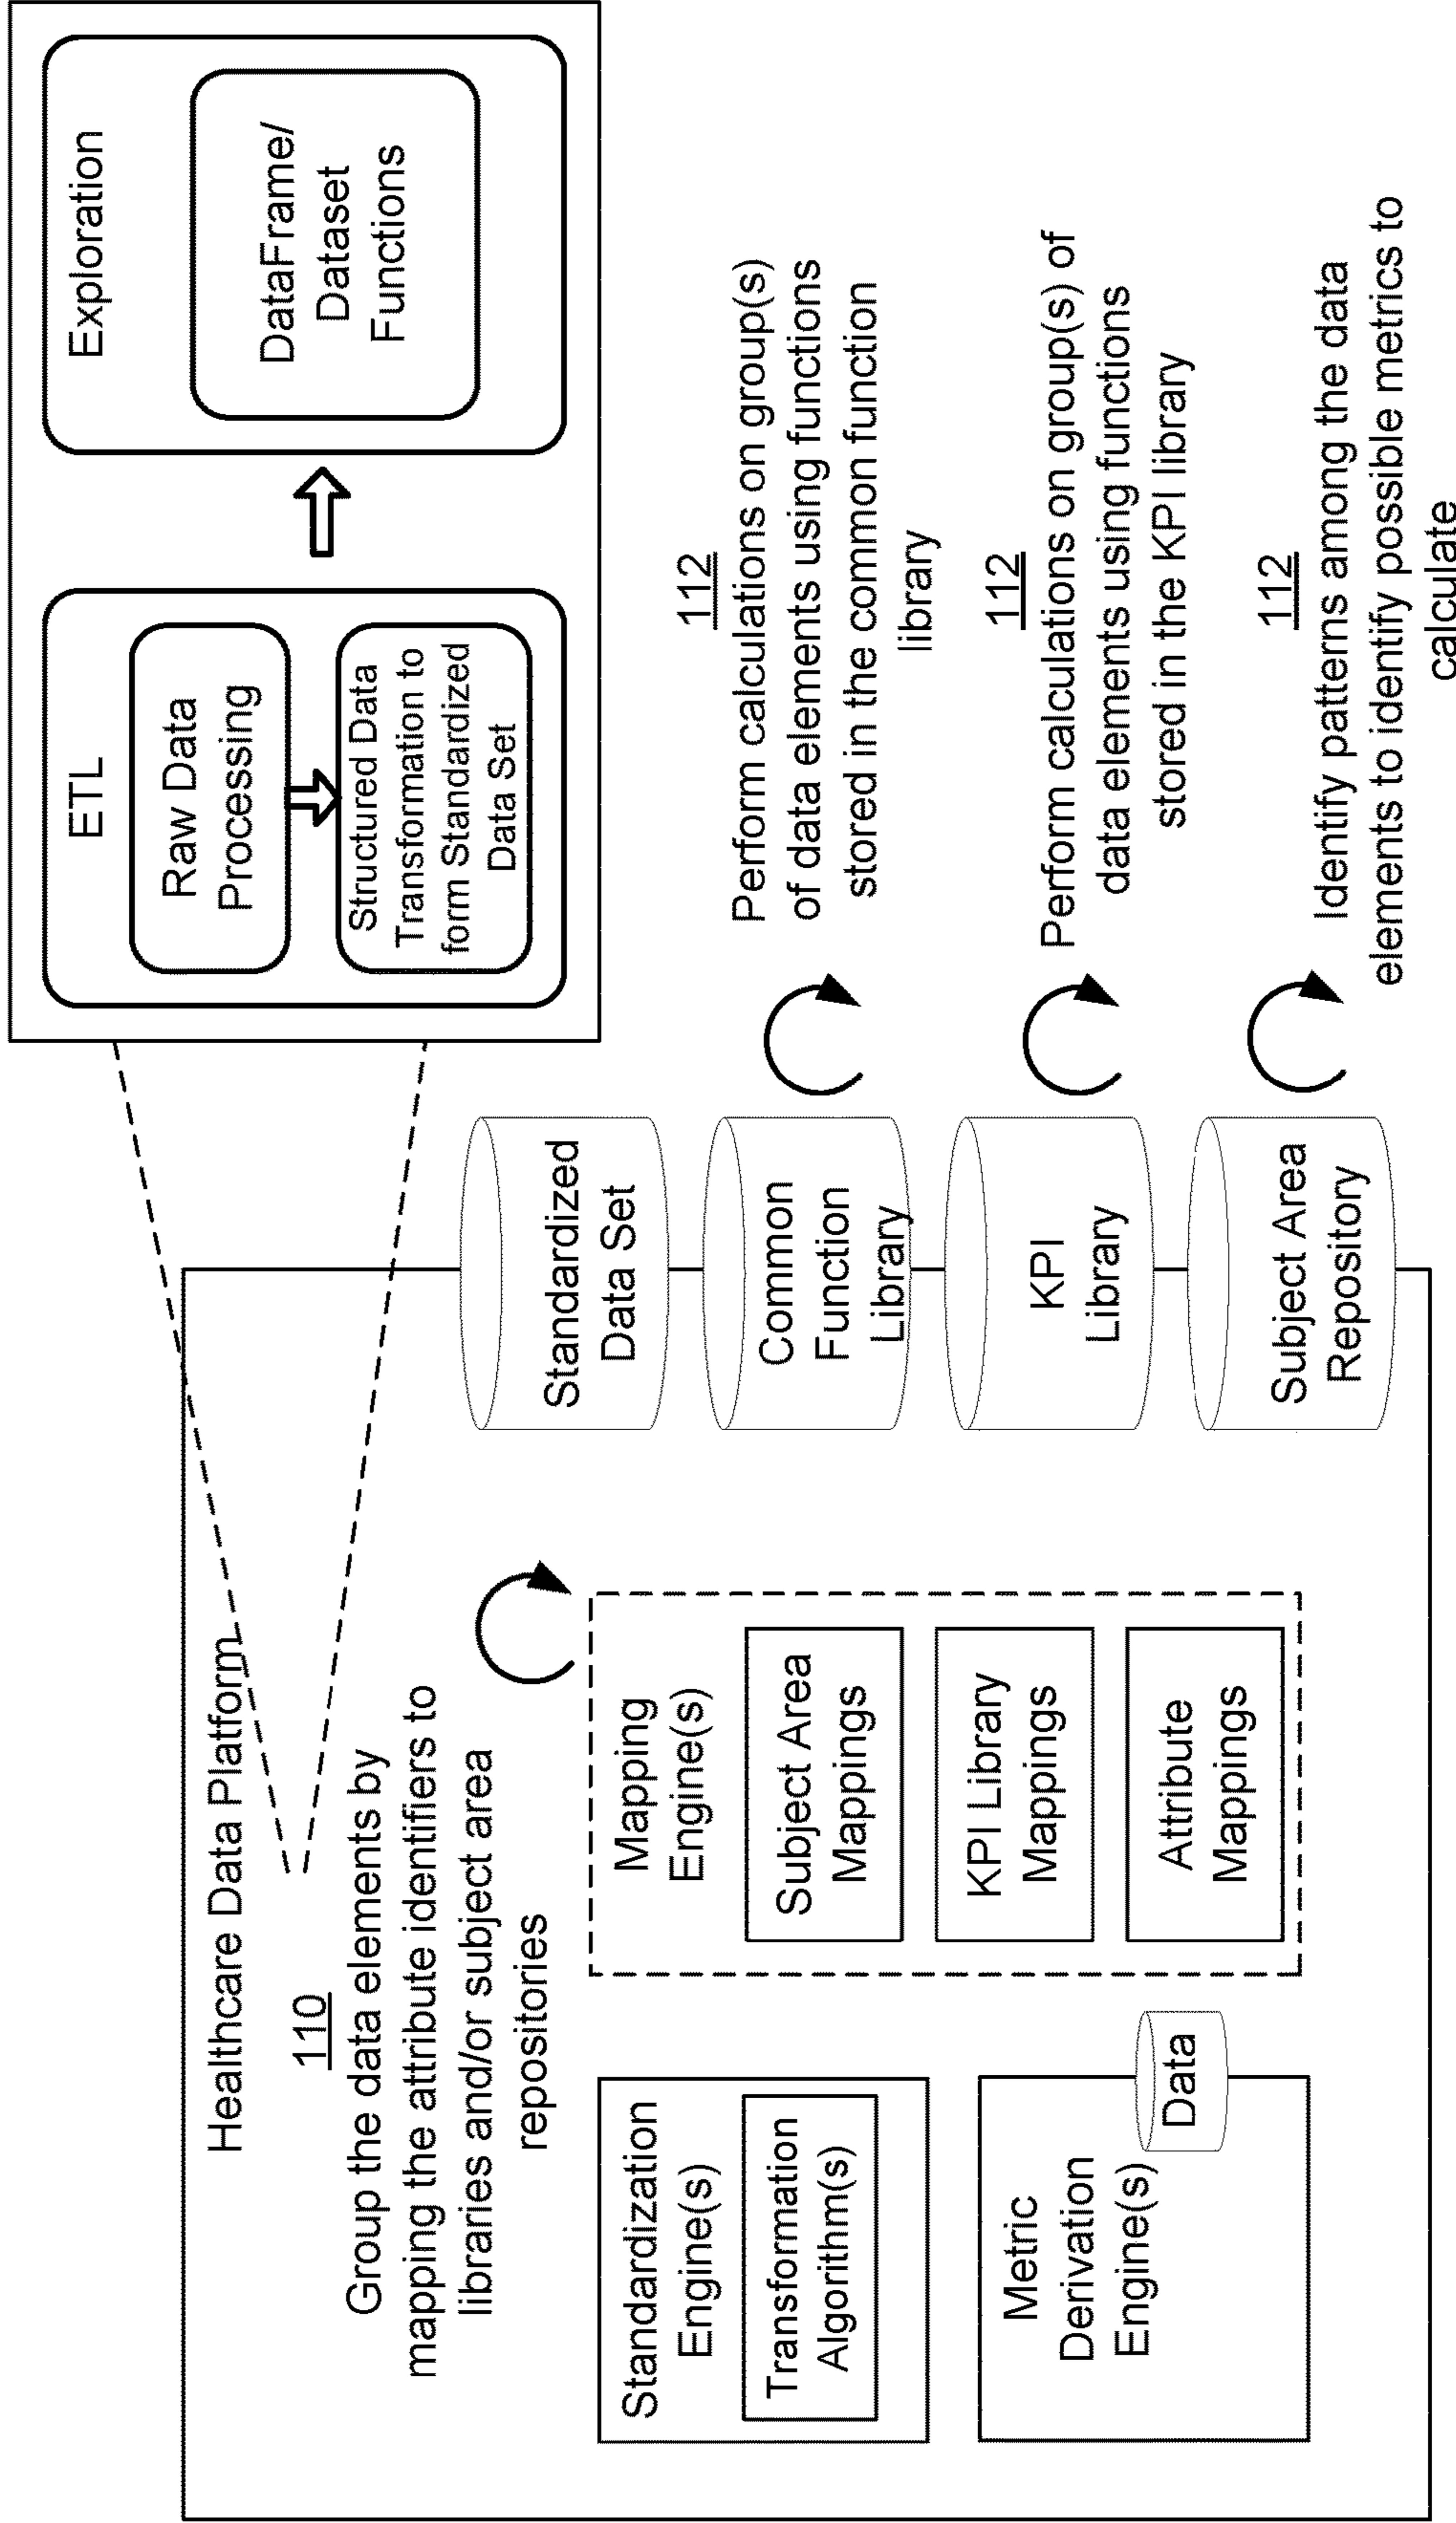 Healthcare Data Platform
110
Group the data elements by
mapping the attribute identifiers to
libraries and/or subject area
repositories
Standardization
Engine(s)
Transformation
Algorithm(s)
Metric
Derivation
Engine(s)
Data
Mapping
Engine(s)
Subject Area
Mappings
KPI Library
Mappings
Attribute
Mappings
Standardized
Data Set
Common
Function
Library
KPI
Library
Subject Area
Repository
ETL
Raw Data
Processing
Structured Data
Transformation to
form Standardized
Data Set
Exploration
DataFrame/
Dataset
Functions
112
Perform calculations on group(s)
of data elements using functions
stored in the common function
library
112
Perform calculations on group(s) of
data elements using functions
stored in the KPI library
112
Identify patterns among the data
elements to identify possible metrics to
calculate